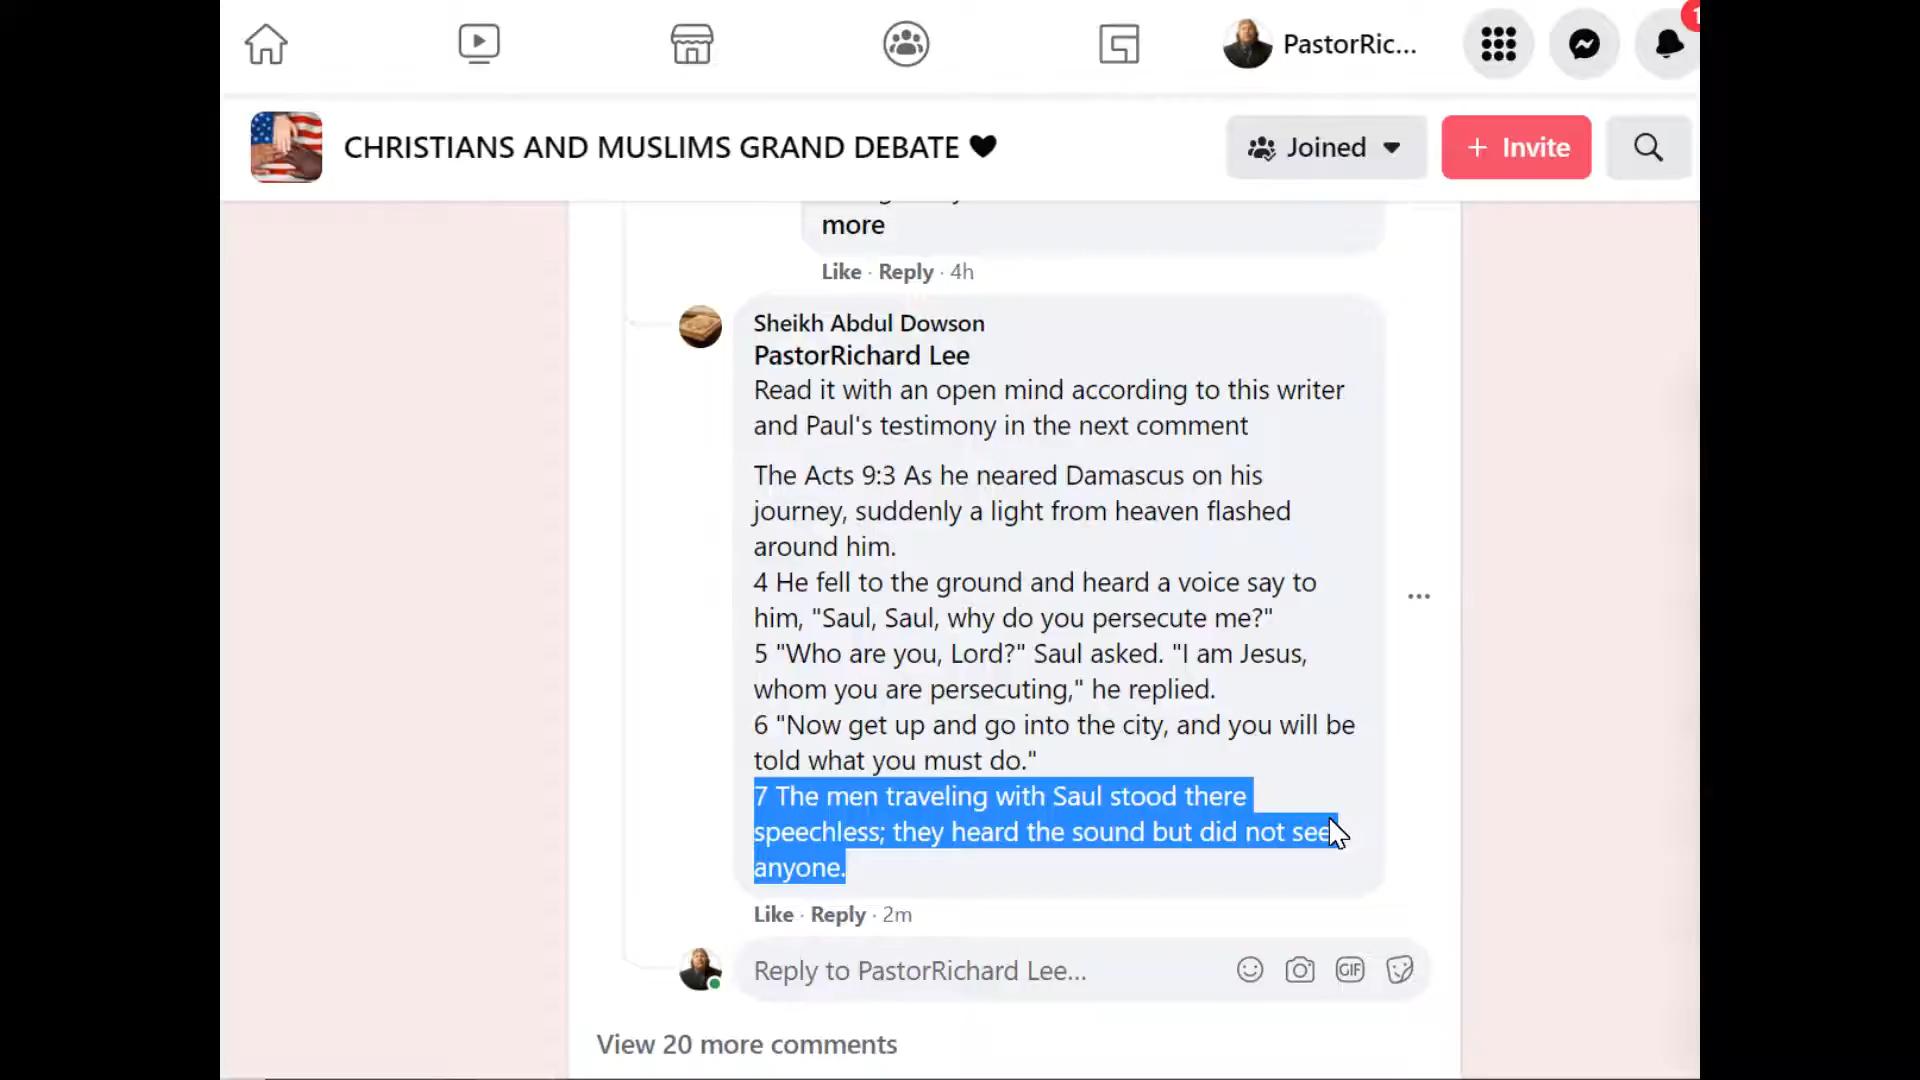 PastorRic...
1
CHRISTIANS AND MUSLIMS GRAND DEBATE 🖤
Joined
+ Invite
more
Like · Reply · 4h
Sheikh Abdul Dowson
PastorRichard Lee
Read it with an open mind according to this writer
and Paul's testimony in the next comment
The Acts 9:3 As he neared Damascus on his
journey, suddenly a light from heaven flashed
around him.
4 He fell to the ground and heard a voice say to
him, "Saul, Saul, why do you persecute me?"
5 "Who are you, Lord?" Saul asked. "I am Jesus,
whom you are persecuting," he replied.
6 "Now get up and go into the city, and you will be
told what you must do."
7 The men traveling with Saul stood there
speechless; they heard the sound but did not see
anyone.
Like · Reply · 2m
Reply to PastorRichard Lee...
GIF
View 20 more comments